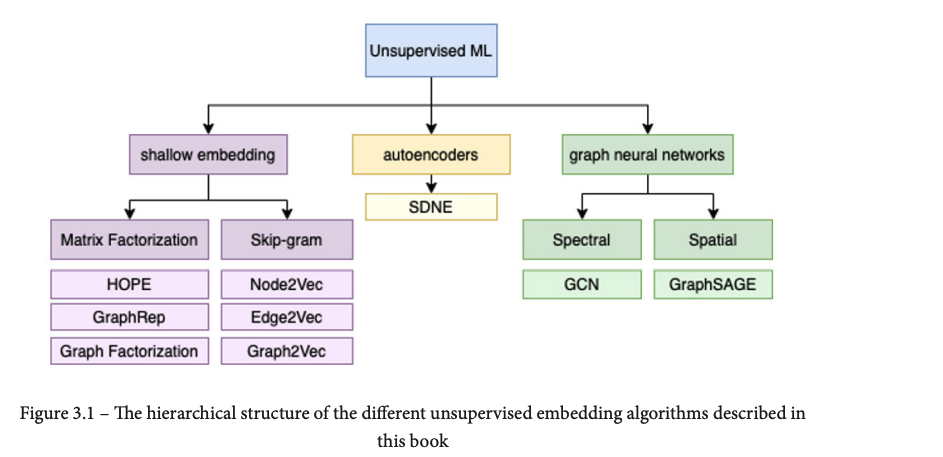 Unsupervised ML
shallow embedding
autoencoders
graph neural networks
SDNE
Matrix Factorization
Skip-gram
Spectral
Spatial
HOPE
Node2Vec
GCN
GraphSAGE
GraphRep
Edge2Vec
Graph Factorization
Graph2Vec
Figure 3.1 – The hierarchical structure of the different unsupervised embedding algorithms described in
this book